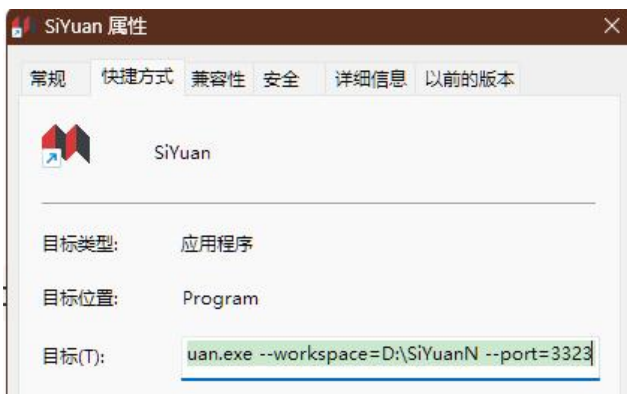 SiYuan 属性
常规 快捷方式 兼容性 安全 详细信息 以前的版本
SiYuan
目标类型: 应用程序
目标位置: Program
目标(T): uan.exe --workspace=D:\SiYuanN --port=3323